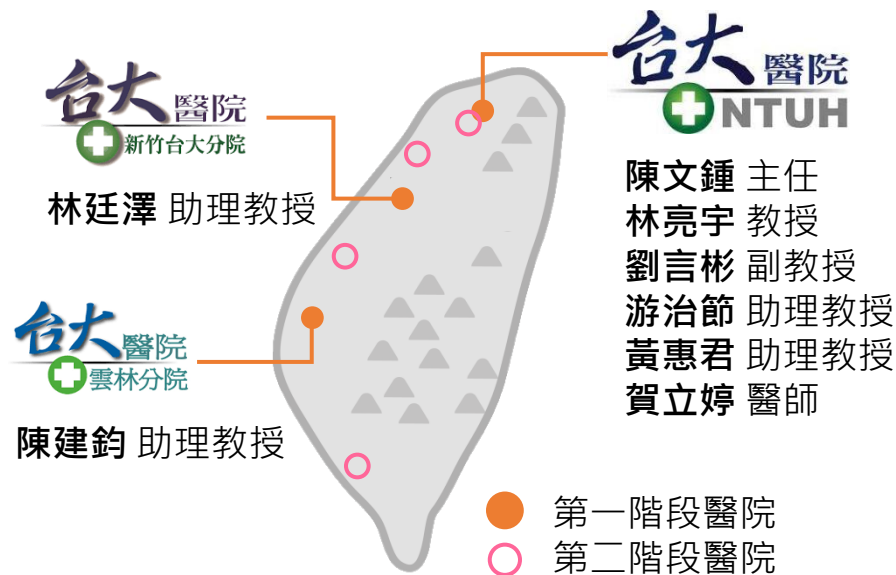 台大醫院
新竹台大分院
林廷澤 助理教授
台大醫院
雲林分院
陳建鈞 助理教授
台大醫院
NTUH
陳文鍾 主任
林亮宇 教授
劉言彬 副教授
游治節 助理教授
黃惠君 助理教授
賀立婷 醫師
第一階段醫院
第二階段醫院